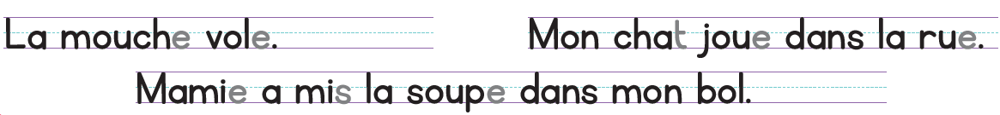 La mouche vole.
Mon chat joue dans la rue.
Mamie a mis la soupe dans mon bol.